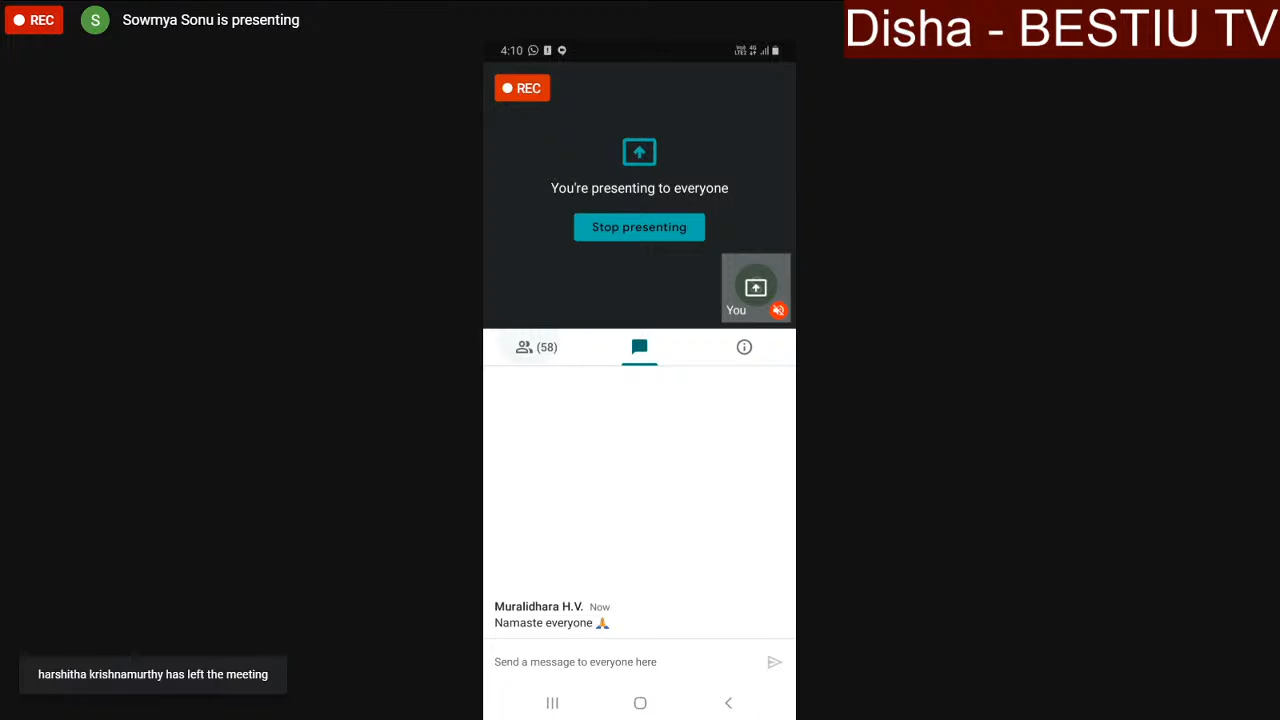 REC
S
Sowmya Sonu is presenting
Disha - BESTIU TV
4:10
REC
You're presenting to everyone
Stop presenting
You
(58)
Muralidhara H.V. Now
Namaste everyone 🙏
Send a message to everyone here
harshitha krishnamurthy has left the meeting